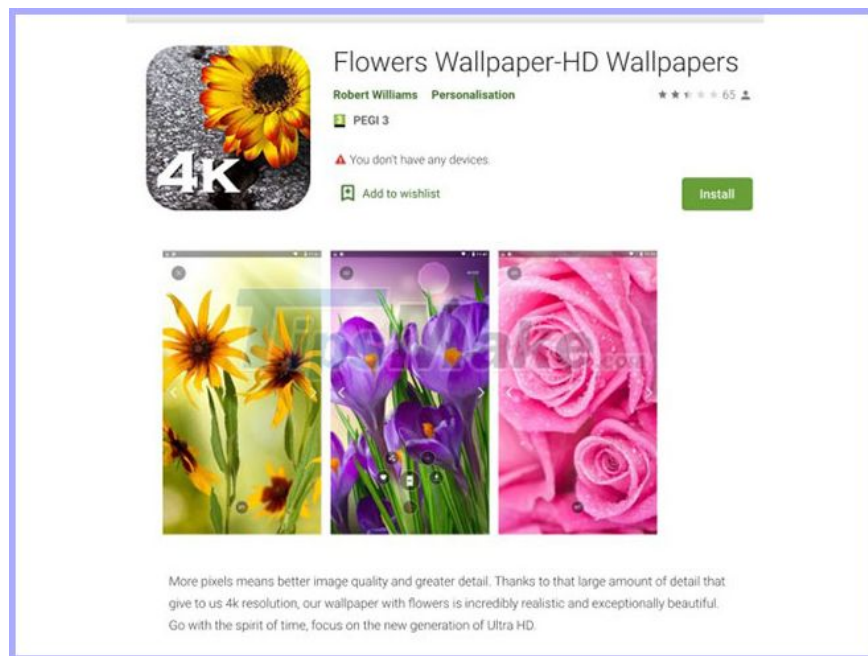 Flowers Wallpaper-HD Wallpapers
Robert Williams Personalisation 65
PEGI 3
You don't have any devices.
Add to wishlist
Install
4K
TipsMake.com
More pixels means better image quality and greater detail. Thanks to that large amount of detail that
give to us 4k resolution, our wallpaper with flowers is incredibly realistic and exceptionally beautiful.
Go with the spirit of time, focus on the new generation of Ultra HD.